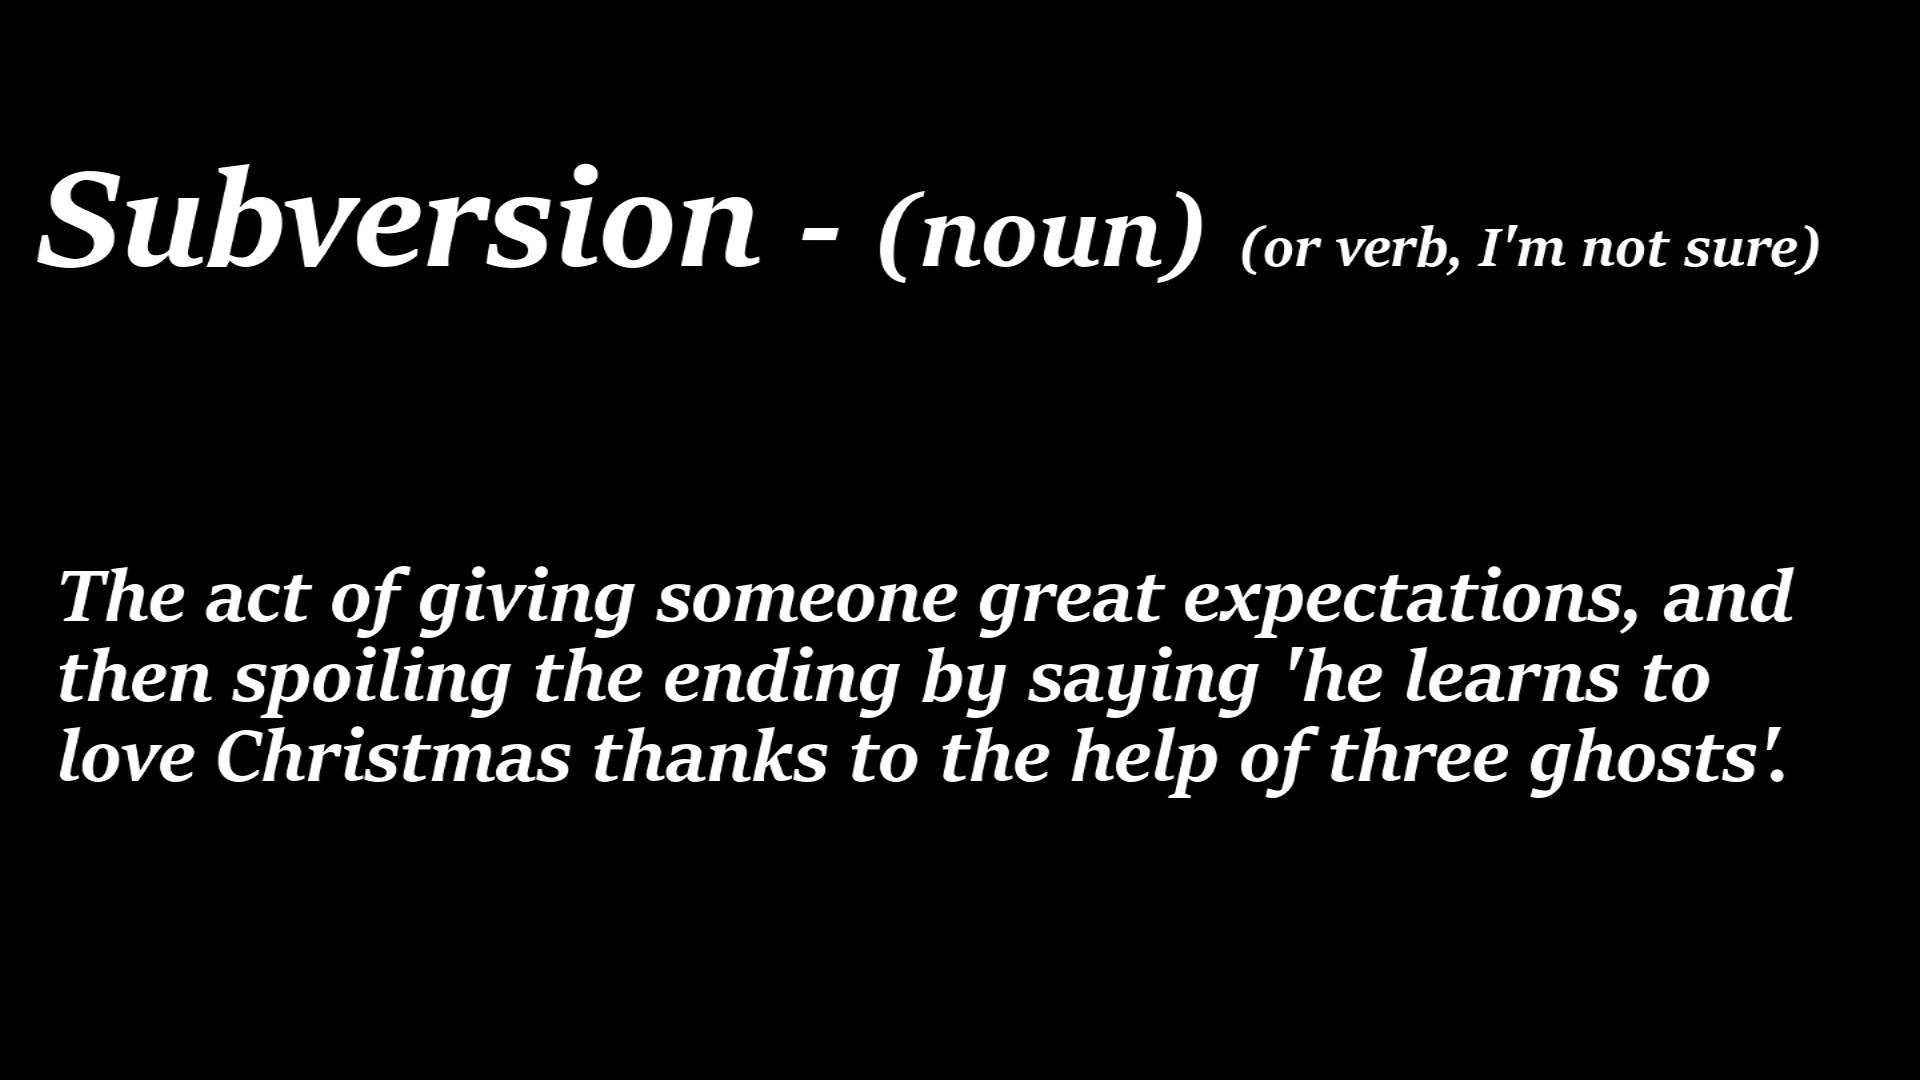 Subversion - (noun) (or verb, I'm not sure)
The act of giving someone great expectations, and
then spoiling the ending by saying 'he learns to
love Christmas thanks to the help of three ghosts'.